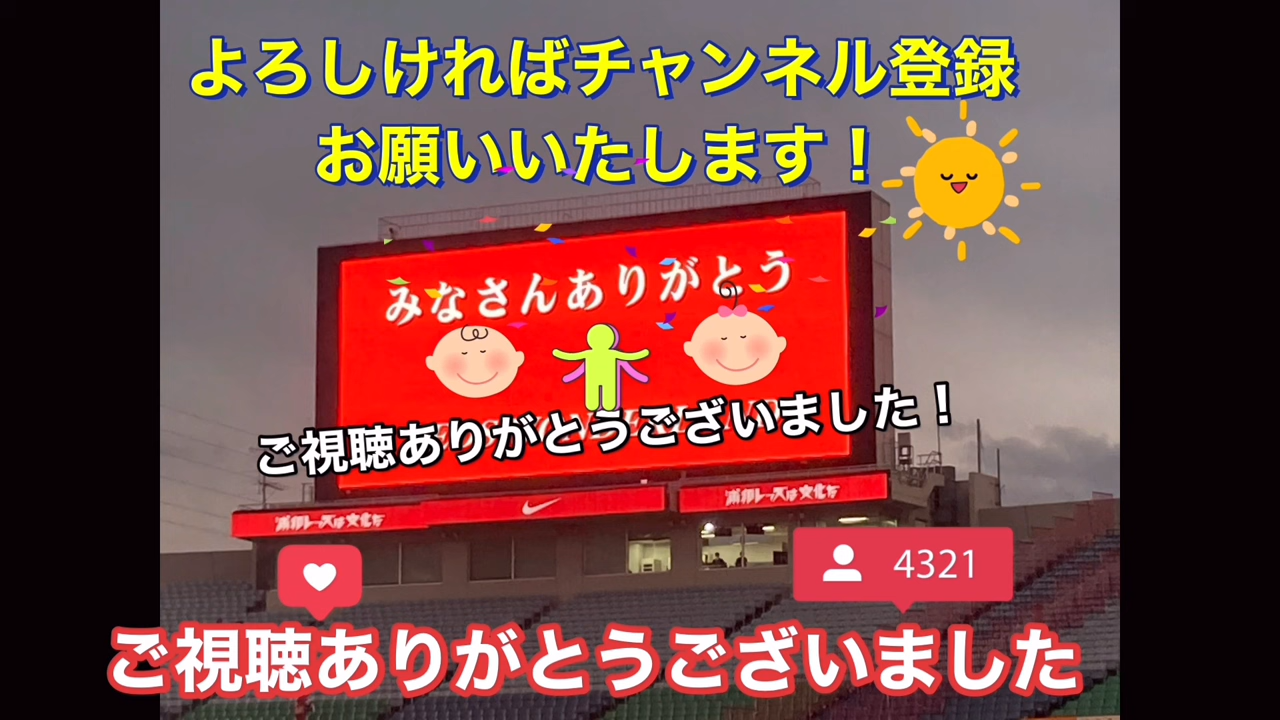 よろしければチャンネル登録
お願いいたします！
みなさんありがとう
ご視聴ありがとうございました！
4321
ご視聴ありがとうございました